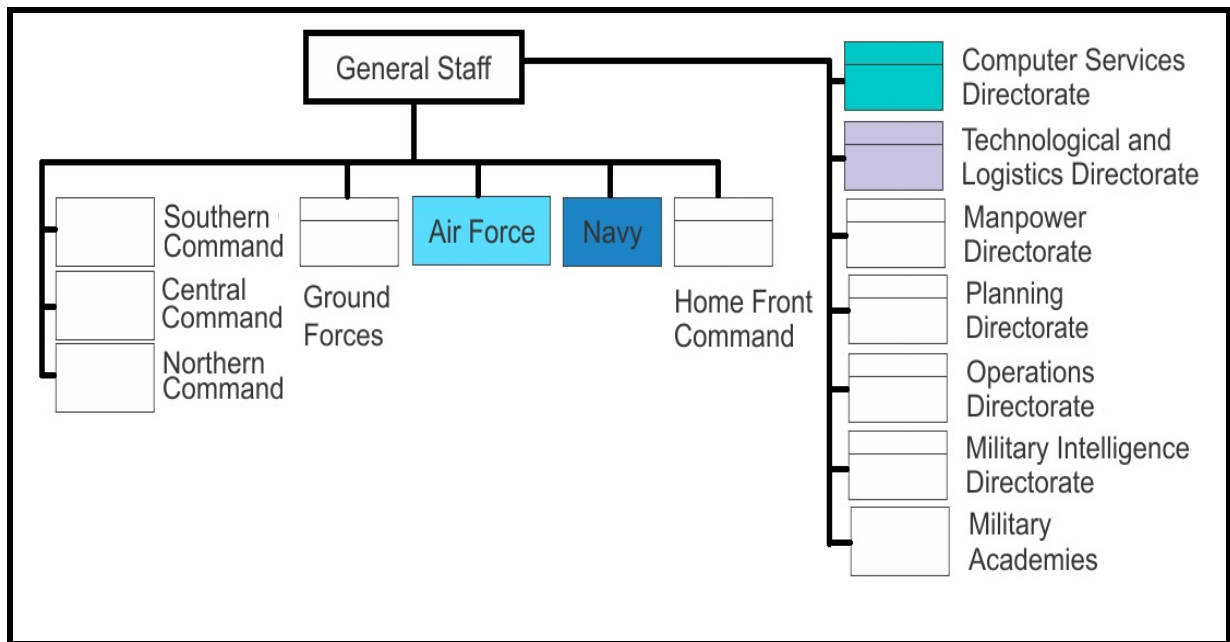 General Staff
Southern
Command
Central
Command
Northern
Command
Ground
Forces
Air Force
Navy
Home Front
Command
Computer Services
Directorate
Technological and
Logistics Directorate
Manpower
Directorate
Planning
Directorate
Operations
Directorate
Military Intelligence
Directorate
Military
Academies